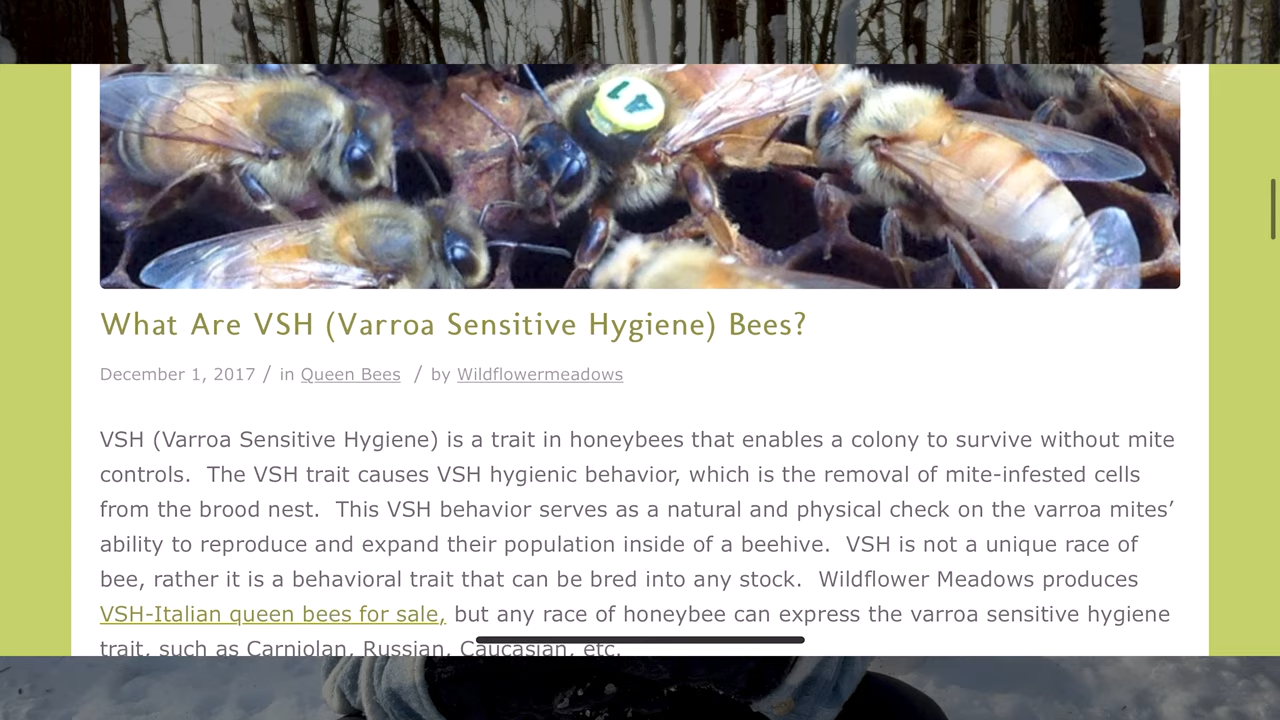 11
What Are VSH (Varroa Sensitive Hygiene) Bees?
December 1, 2017 / in Queen Bees / by Wildflowermeadows
VSH (Varroa Sensitive Hygiene) is a trait in honeybees that enables a colony to survive without mite
controls.  The VSH trait causes VSH hygienic behavior, which is the removal of mite-infested cells
from the brood nest.  This VSH behavior serves as a natural and physical check on the varroa mites’
ability to reproduce and expand their population inside of a beehive.  VSH is not a unique race of
bee, rather it is a behavioral trait that can be bred into any stock.  Wildflower Meadows produces
VSH-Italian queen bees for sale, but any race of honeybee can express the varroa sensitive hygiene
trait, such as Carniolan, Russian, Caucasian, etc.